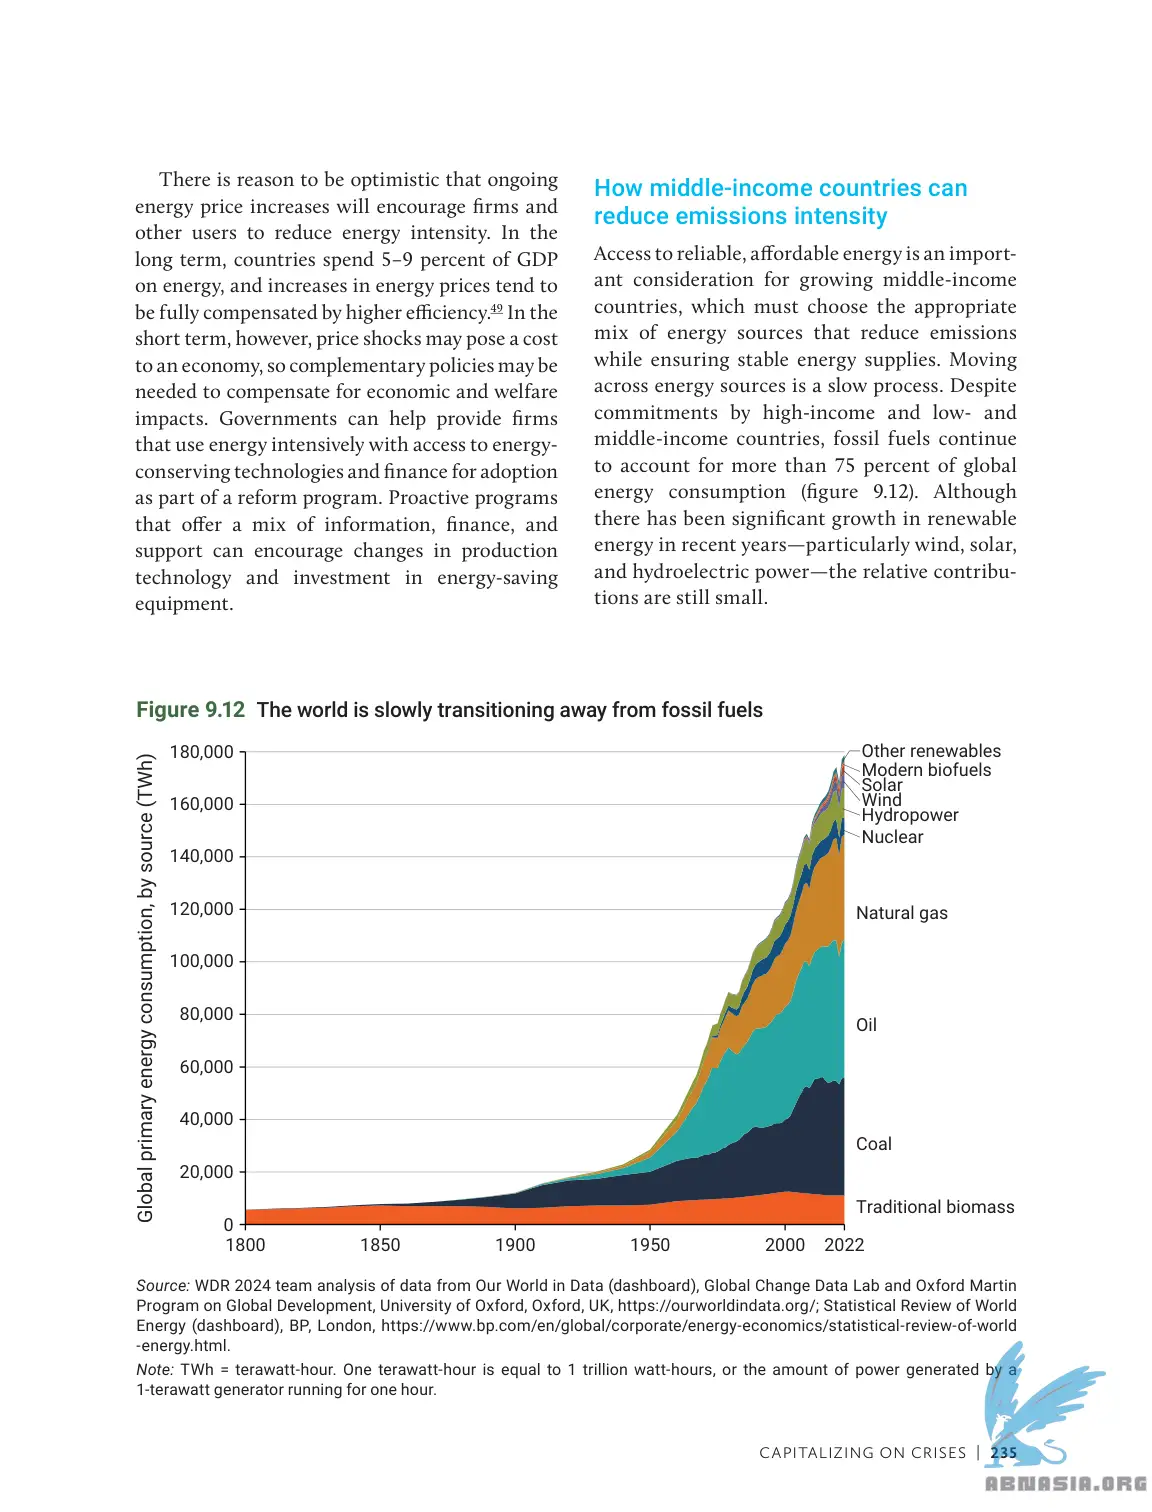 There is reason to be optimistic that ongoing
energy price increases will encourage firms and
other users to reduce energy intensity. In the
long term, countries spend 5–9 percent of GDP
on energy, and increases in energy prices tend to
be fully compensated by higher efficiency.49 In the
short term, however, price shocks may pose a cost
to an economy, so complementary policies may be
needed to compensate for economic and welfare
impacts. Governments can help provide firms
that use energy intensively with access to energy-
conserving technologies and finance for adoption
as part of a reform program. Proactive programs
that offer a mix of information, finance, and
support can encourage changes in production
technology and investment in energy-saving
equipment.
How middle-income countries can
reduce emissions intensity
Access to reliable, affordable energy is an import-
ant consideration for growing middle-income
countries, which must choose the appropriate
mix of energy sources that reduce emissions
while ensuring stable energy supplies. Moving
across energy sources is a slow process. Despite
commitments by high-income and low- and
middle-income countries, fossil fuels continue
to account for more than 75 percent of global
energy consumption (figure 9.12). Although
there has been significant growth in renewable
energy in recent years—particularly wind, solar,
and hydroelectric power—the relative contribu-
tions are still small.
Figure 9.12 The world is slowly transitioning away from fossil fuels
Global primary energy consumption, by source (TWh)
180,000
160,000
140,000
120,000
100,000
80,000
60,000
40,000
20,000
0
1800
1850
1900
1950
2000
2022
Other renewables
Modern biofuels
Solar
Wind
Hydropower
Nuclear
Natural gas
Oil
Coal
Traditional biomass
Source: WDR 2024 team analysis of data from Our World in Data (dashboard), Global Change Data Lab and Oxford Martin
Program on Global Development, University of Oxford, Oxford, UK, https://ourworldindata.org/; Statistical Review of World
Energy (dashboard), BP, London, https://www.bp.com/en/global/corporate/energy-economics/statistical-review-of-world
-energy.html.
Note: TWh = terawatt-hour. One terawatt-hour is equal to 1 trillion watt-hours, or the amount of power generated by a
1-terawatt generator running for one hour.
CAPITALIZING ON CRISES | 235
ABNASIA.ORG